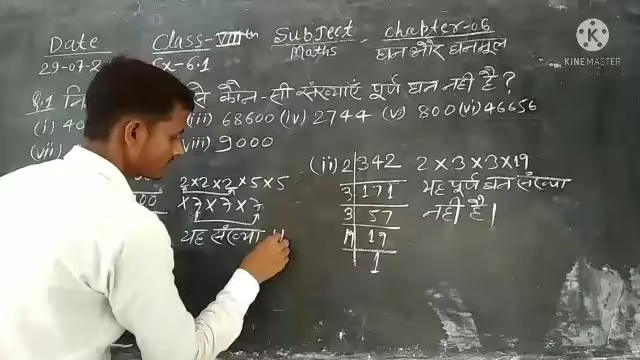 Date Class-VIIIth Subject Chapter-06
29-07-2 Ex-6.1 Maths घन और घनमूल
Q.1 कौन-सी संख्याएँ पूर्ण घन नहीं है?
(i) 40 (iii) 68600 (iv) 2744 (v) 800 (vi) 46656
(vii) (viii) 9000
2×2×2×5×5
×7×7×7
यह संख्या
(ii) 2 342 2×3×3×19
3 171 यह पूर्ण घन संख्या
3 57 नहीं है।
19 19
1
KINEMASTER